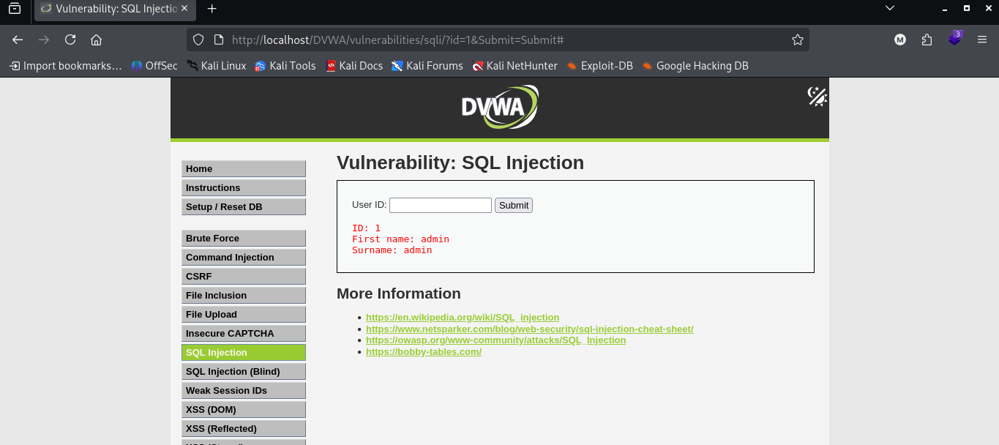 Vulnerability: SQL Injectio
http://localhost/DVWA/vulnerabilities/sqli/?id=1&Submit=Submit#
M
3
Import bookmarks…
OffSec
Kali Linux
Kali Tools
Kali Docs
Kali Forums
Kali NetHunter
Exploit-DB
Google Hacking DB
DVWA
Home
Instructions
Setup / Reset DB
Brute Force
Command Injection
CSRF
File Inclusion
File Upload
Insecure CAPTCHA
SQL Injection
SQL Injection (Blind)
Weak Session IDs
XSS (DOM)
XSS (Reflected)
Vulnerability: SQL Injection
User ID:
Submit
ID: 1
First name: admin
Surname: admin
More Information
https://en.wikipedia.org/wiki/SQL_injection
https://www.netsparker.com/blog/web-security/sql-injection-cheat-sheet/
https://owasp.org/www-community/attacks/SQL_Injection
https://bobby-tables.com/